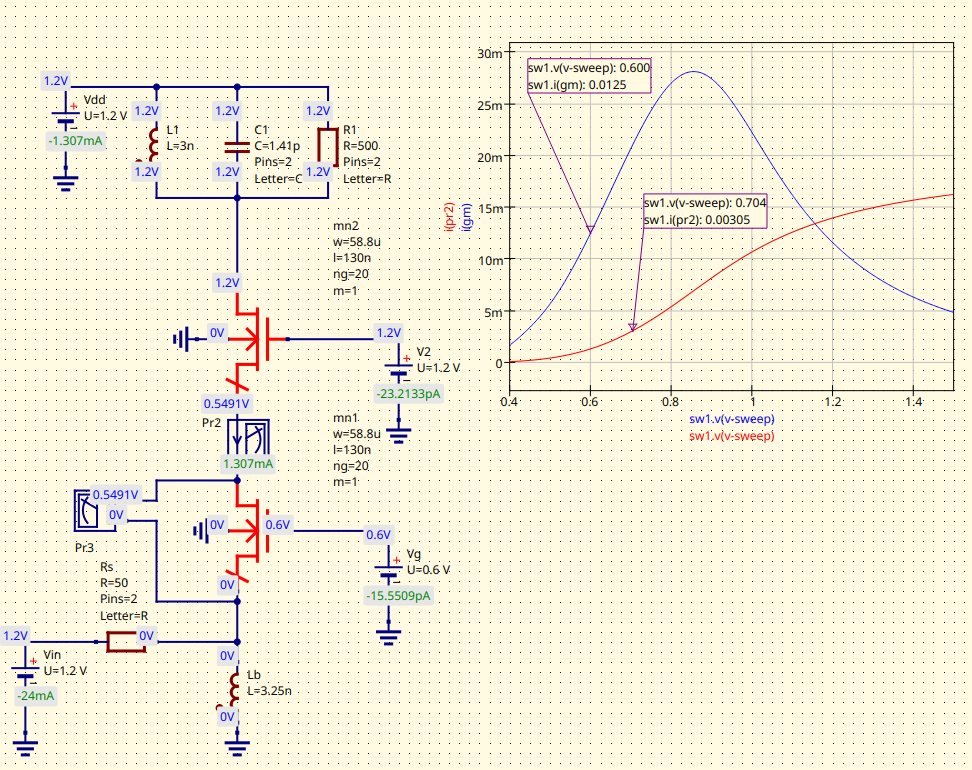 1.2V
Vdd
U=1.2 V
-1.307mA
1.2V
L1
L=3n
1.2V
1.2V
C1
C=1.41p
Pins=2
Letter=C
1.2V
1.2V
R1
R=500
Pins=2
Letter=R
1.2V
mn2
w=58.8u
l=130n
ng=20
m=1
1.2V
0V
1.2V
V2
U=1.2 V
-23.2133pA
0.5491V
Pr2
1.307mA
mn1
w=58.8u
l=130n
ng=20
m=1
0.5491V
0V
Pr3
0V
0.6V
0.6V
Vg
U=0.6 V
-15.5509pA
0V
Rs
R=50
Pins=2
Letter=R
1.2V
0V
Vin
U=1.2 V
-24mA
0V
Lb
L=3.25n
0V
30m
25m
20m
15m
10m
5m
0
i(pr2)
i(gm)
sw1.v(v-sweep): 0.600
sw1.i(gm): 0.0125
sw1.v(v-sweep): 0.704
sw1.i(pr2): 0.00305
0.4
0.6
0.8
1
1.2
1.4
sw1.v(v-sweep)
sw1.v(v-sweep)